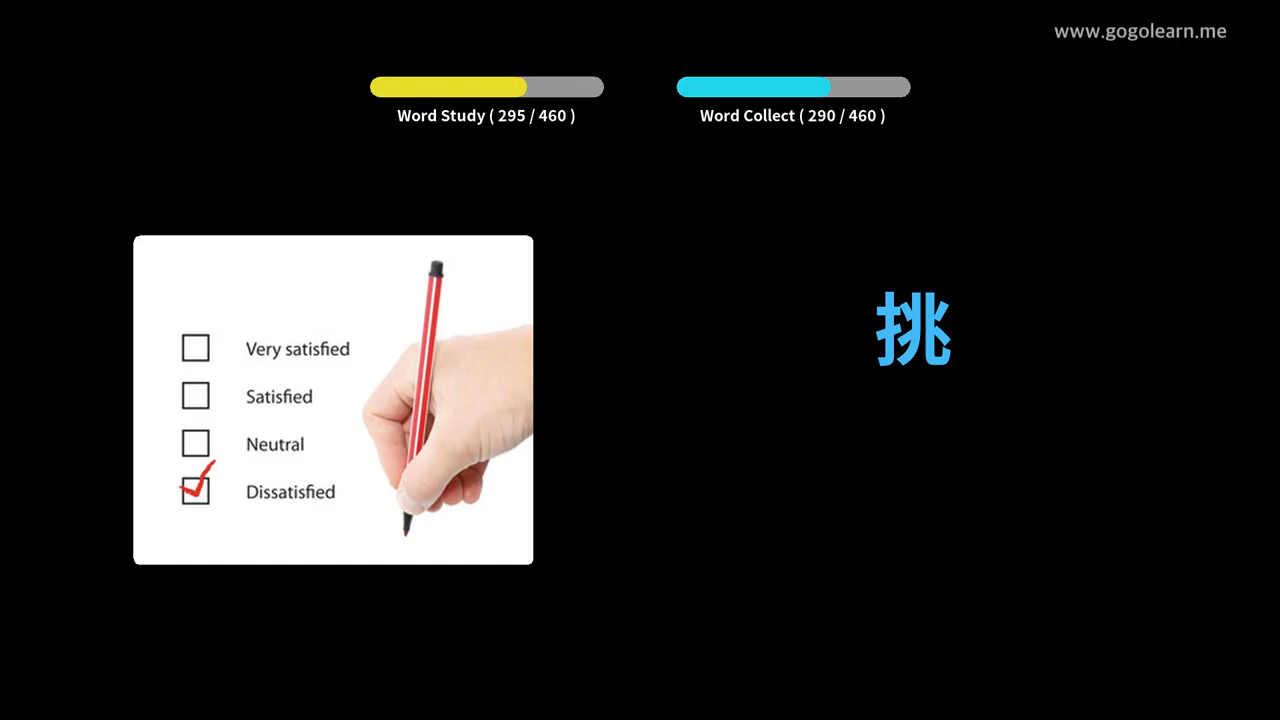 www.gogolearn.me
Word Study ( 295 / 460 )
Word Collect ( 290 / 460 )
挑
Very satisfied
Satisfied
Neutral
Dissatisfied